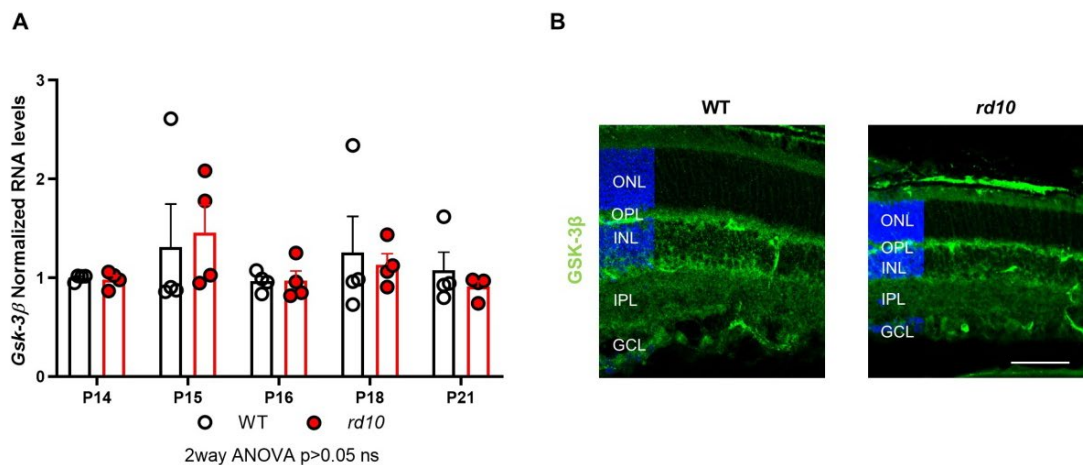 A
Gsk-3β Normalized RNA levels
3
2
1
0
P14 P15 P16 P18 P21
WT rd10
2way ANOVA p>0.05 ns
B
WT rd10
GSK-3β
ONL
OPL
INL
IPL
GCL
ONL
OPL
INL
IPL
GCL